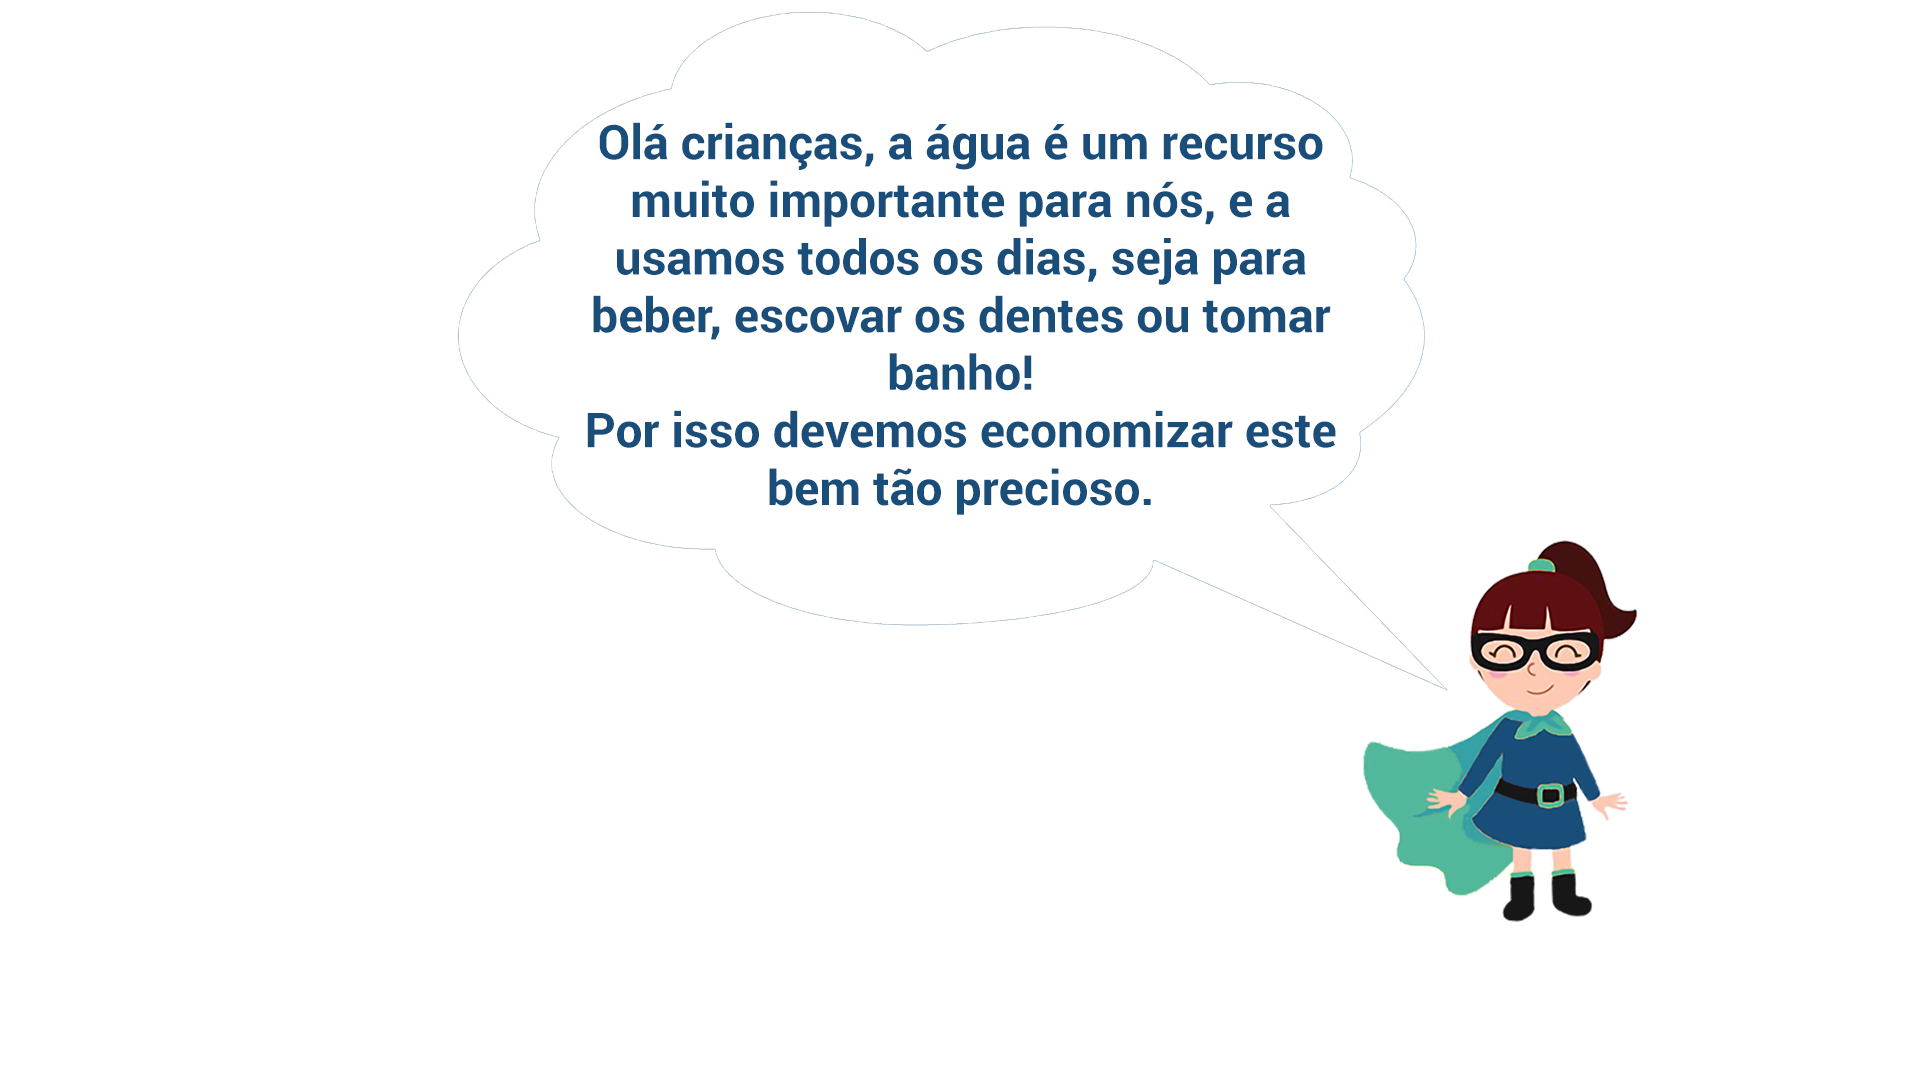 Olá crianças, a água é um recurso
muito importante para nós, e a
usamos todos os dias, seja para
beber, escovar os dentes ou tomar
banho!
Por isso devemos economizar este
bem tão precioso.